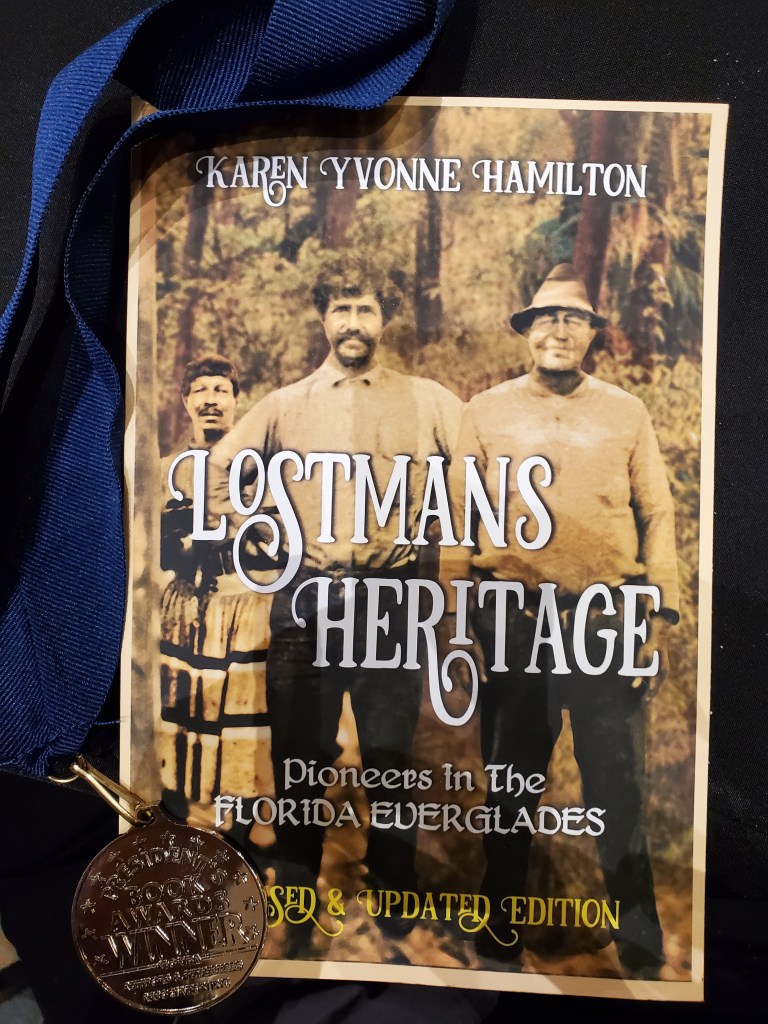 KAREN YVONNE HAMILTON
LOSTMANS
HERITAGE
Pioneers In The
FLORIDA EVERGLADES
& UPDATED EDITION
PRESIDENT'S
BOOK
AWARDS
WINNER